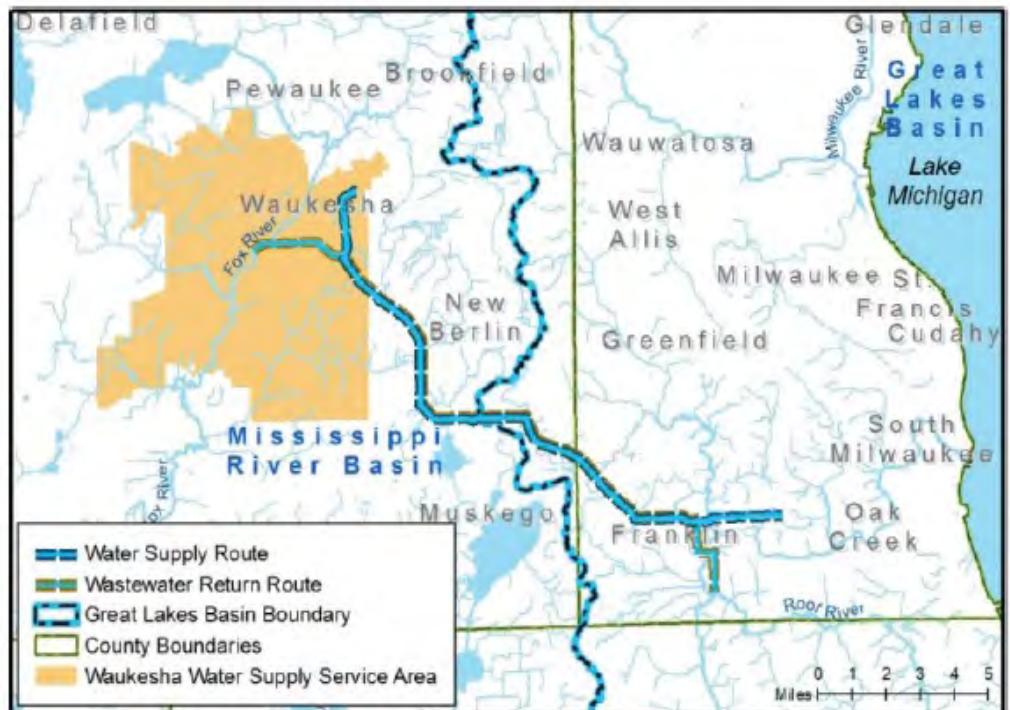 Delafield
Glendale
Pewaukee
Brookfield
Milwaukee River
Great
Lakes
Basin
Wauwatosa
Lake
Michigan
Waukesha
West
Allis
Fox River
Milwaukee
St.
Francis
Cudahy
New
Berlin
Greenfield
Mississippi
River Basin
South
Milwaukee
Fox River
Muskego
Franklin
Oak
Creek
Root River
Water Supply Route
Wastewater Return Route
Great Lakes Basin Boundary
County Boundaries
Waukesha Water Supply Service Area
0 1 2 3 4 5
Miles